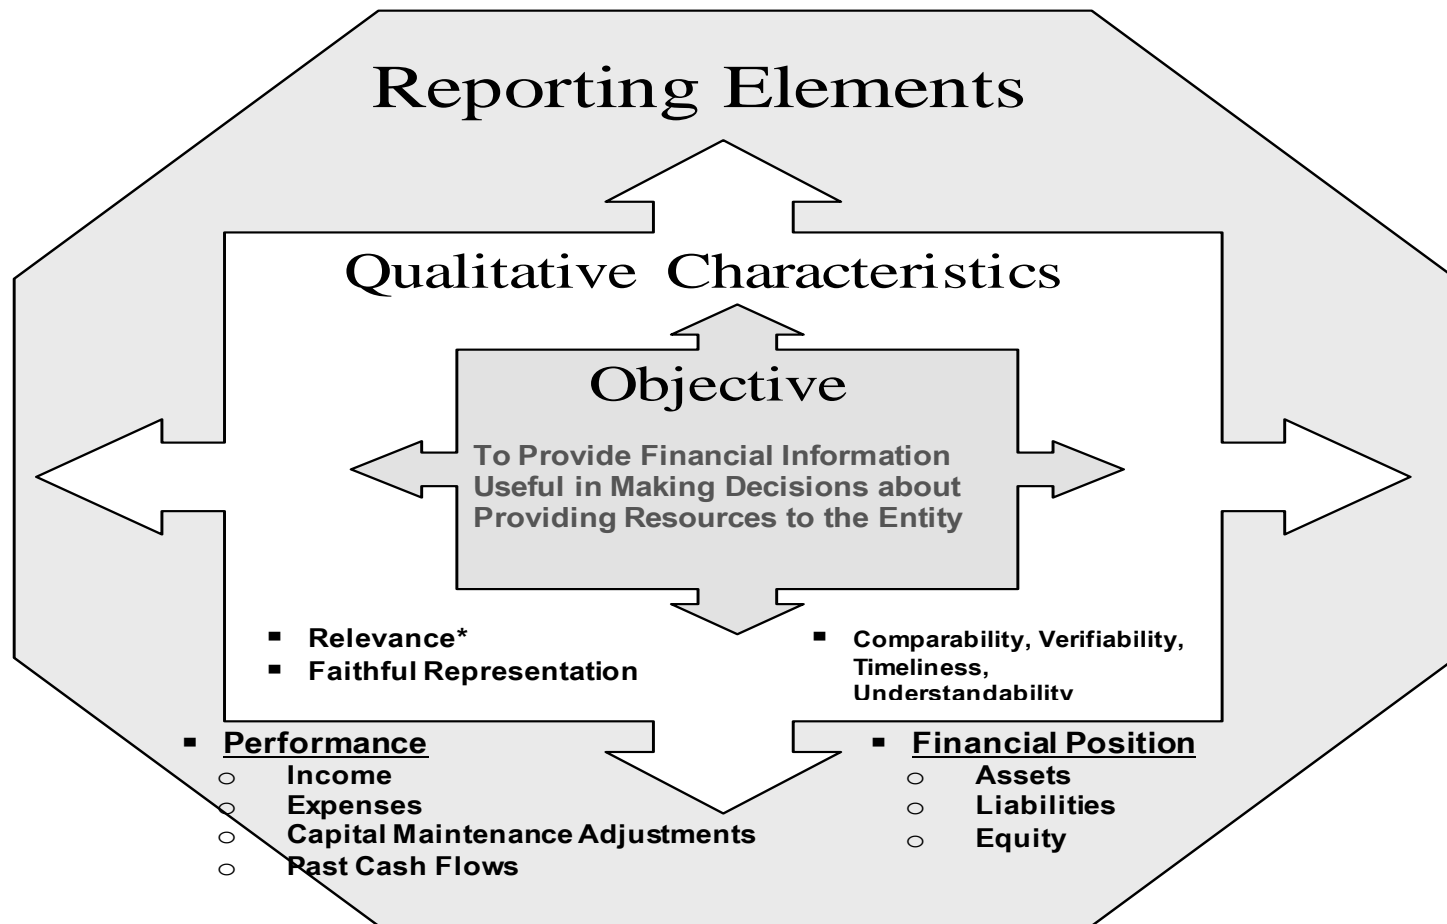 Reporting Elements
Qualitative Characteristics
Objective
To Provide Financial Information
Useful in Making Decisions about
Providing Resources to the Entity
▪ Relevance*
▪ Faithful Representation
▪ Comparability, Verifiability,
Timeliness,
Understandability
▪ Performance
o Income
o Expenses
o Capital Maintenance Adjustments
o Past Cash Flows
▪ Financial Position
o Assets
o Liabilities
o Equity